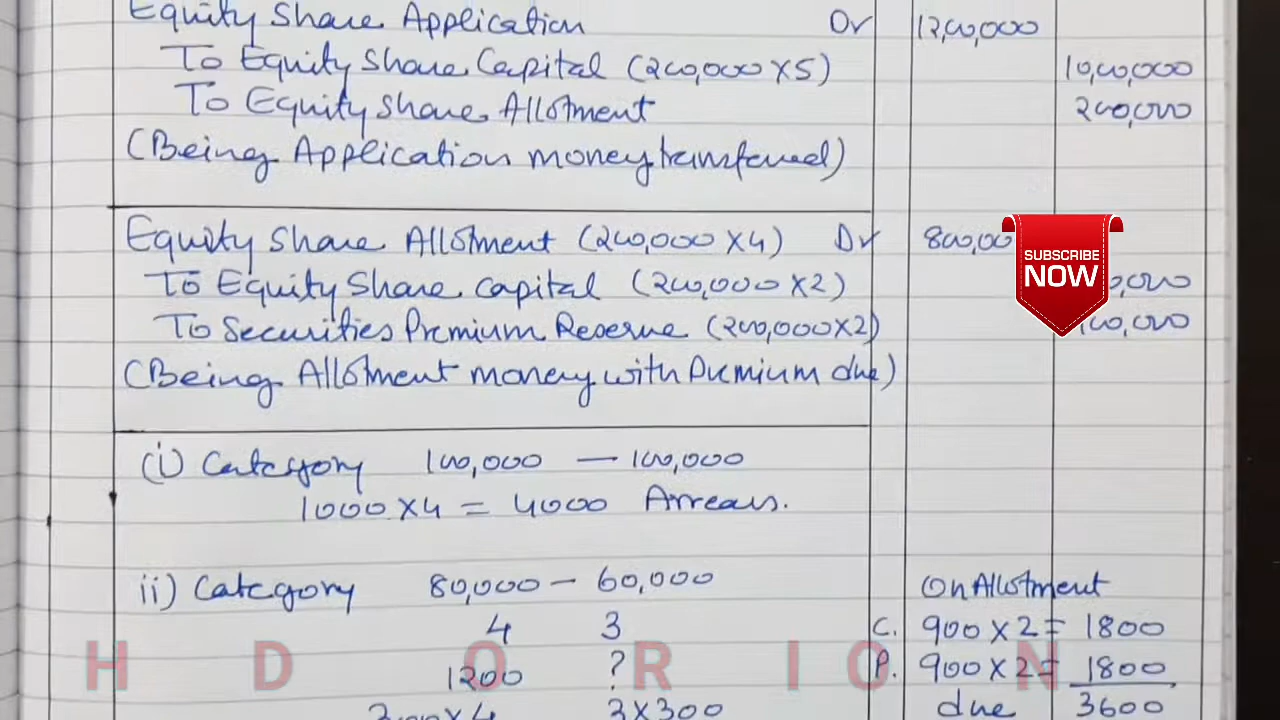 Equity Share Application Dr 12,00,000
To Equity Share Capital (200,000 X 5) 10,00,000
To Equity Share Allotment 200,000
(Being Application money transferred)
Equity Share Allotment (200,000 X 4) Dr 800,00
To Equity Share capital (200,000 X 2) 0,000
To Securities Premium Reserve (200,000 X 2) 400,000
(Being Allotment money with Premium due)
SUBSCRIBE
NOW
(i) Category 100,000 — 100,000
1000 X 4 = 4000 Arrears.
ii) Category 80,000 — 60,000 On Allotment
4 3 C. 900 X 2 = 1800
1200 ? P. 900 X 2 = 1800
3 X 300 due 3600
H D O R I O N